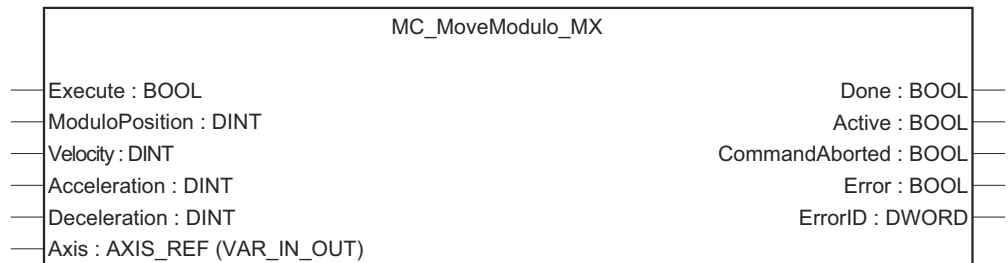 MC_MoveModulo_MX
Execute : BOOL
Done : BOOL
ModuloPosition : DINT
Active : BOOL
Velocity : DINT
CommandAborted : BOOL
Acceleration : DINT
Error : BOOL
Deceleration : DINT
ErrorID : DWORD
Axis : AXIS_REF (VAR_IN_OUT)